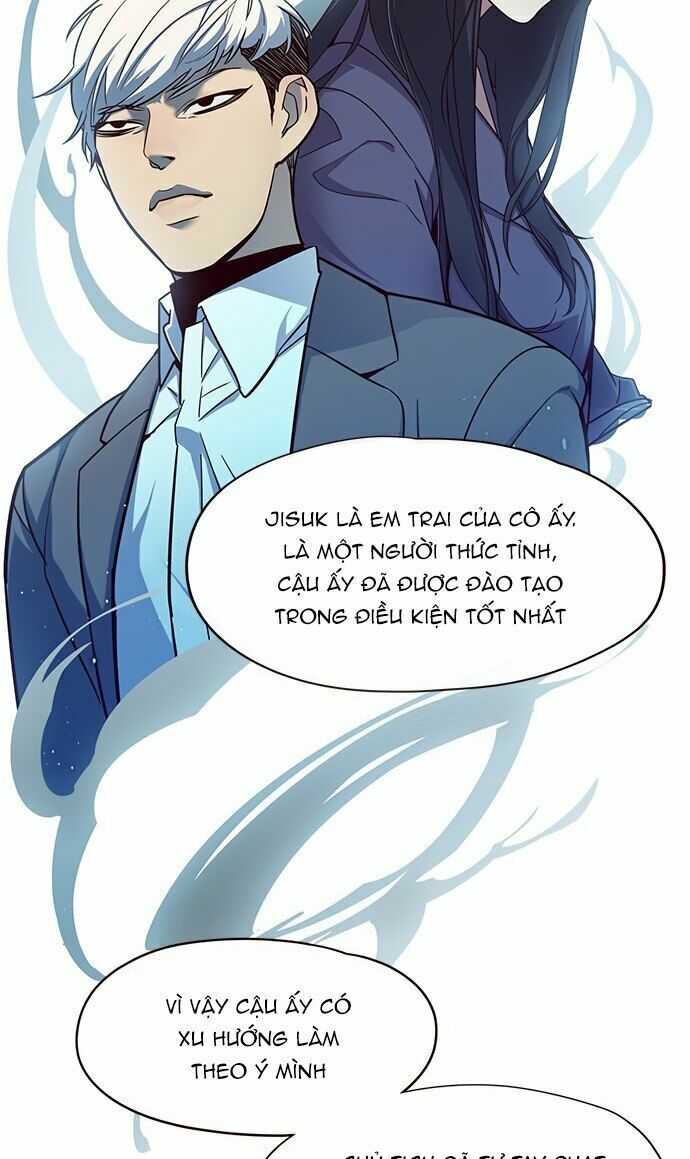 JISUK LÀ EM TRAI CỦA CÔ ẤY.
LÀ MỘT NGƯỜI THỨC TỈNH,
CẬU ẤY ĐÃ ĐƯỢC ĐÀO TẠO
TRONG ĐIỀU KIỆN TỐT NHẤT
VÌ VẬY CẬU ẤY CÓ
XU HƯỚNG LÀM
THEO Ý MÌNH